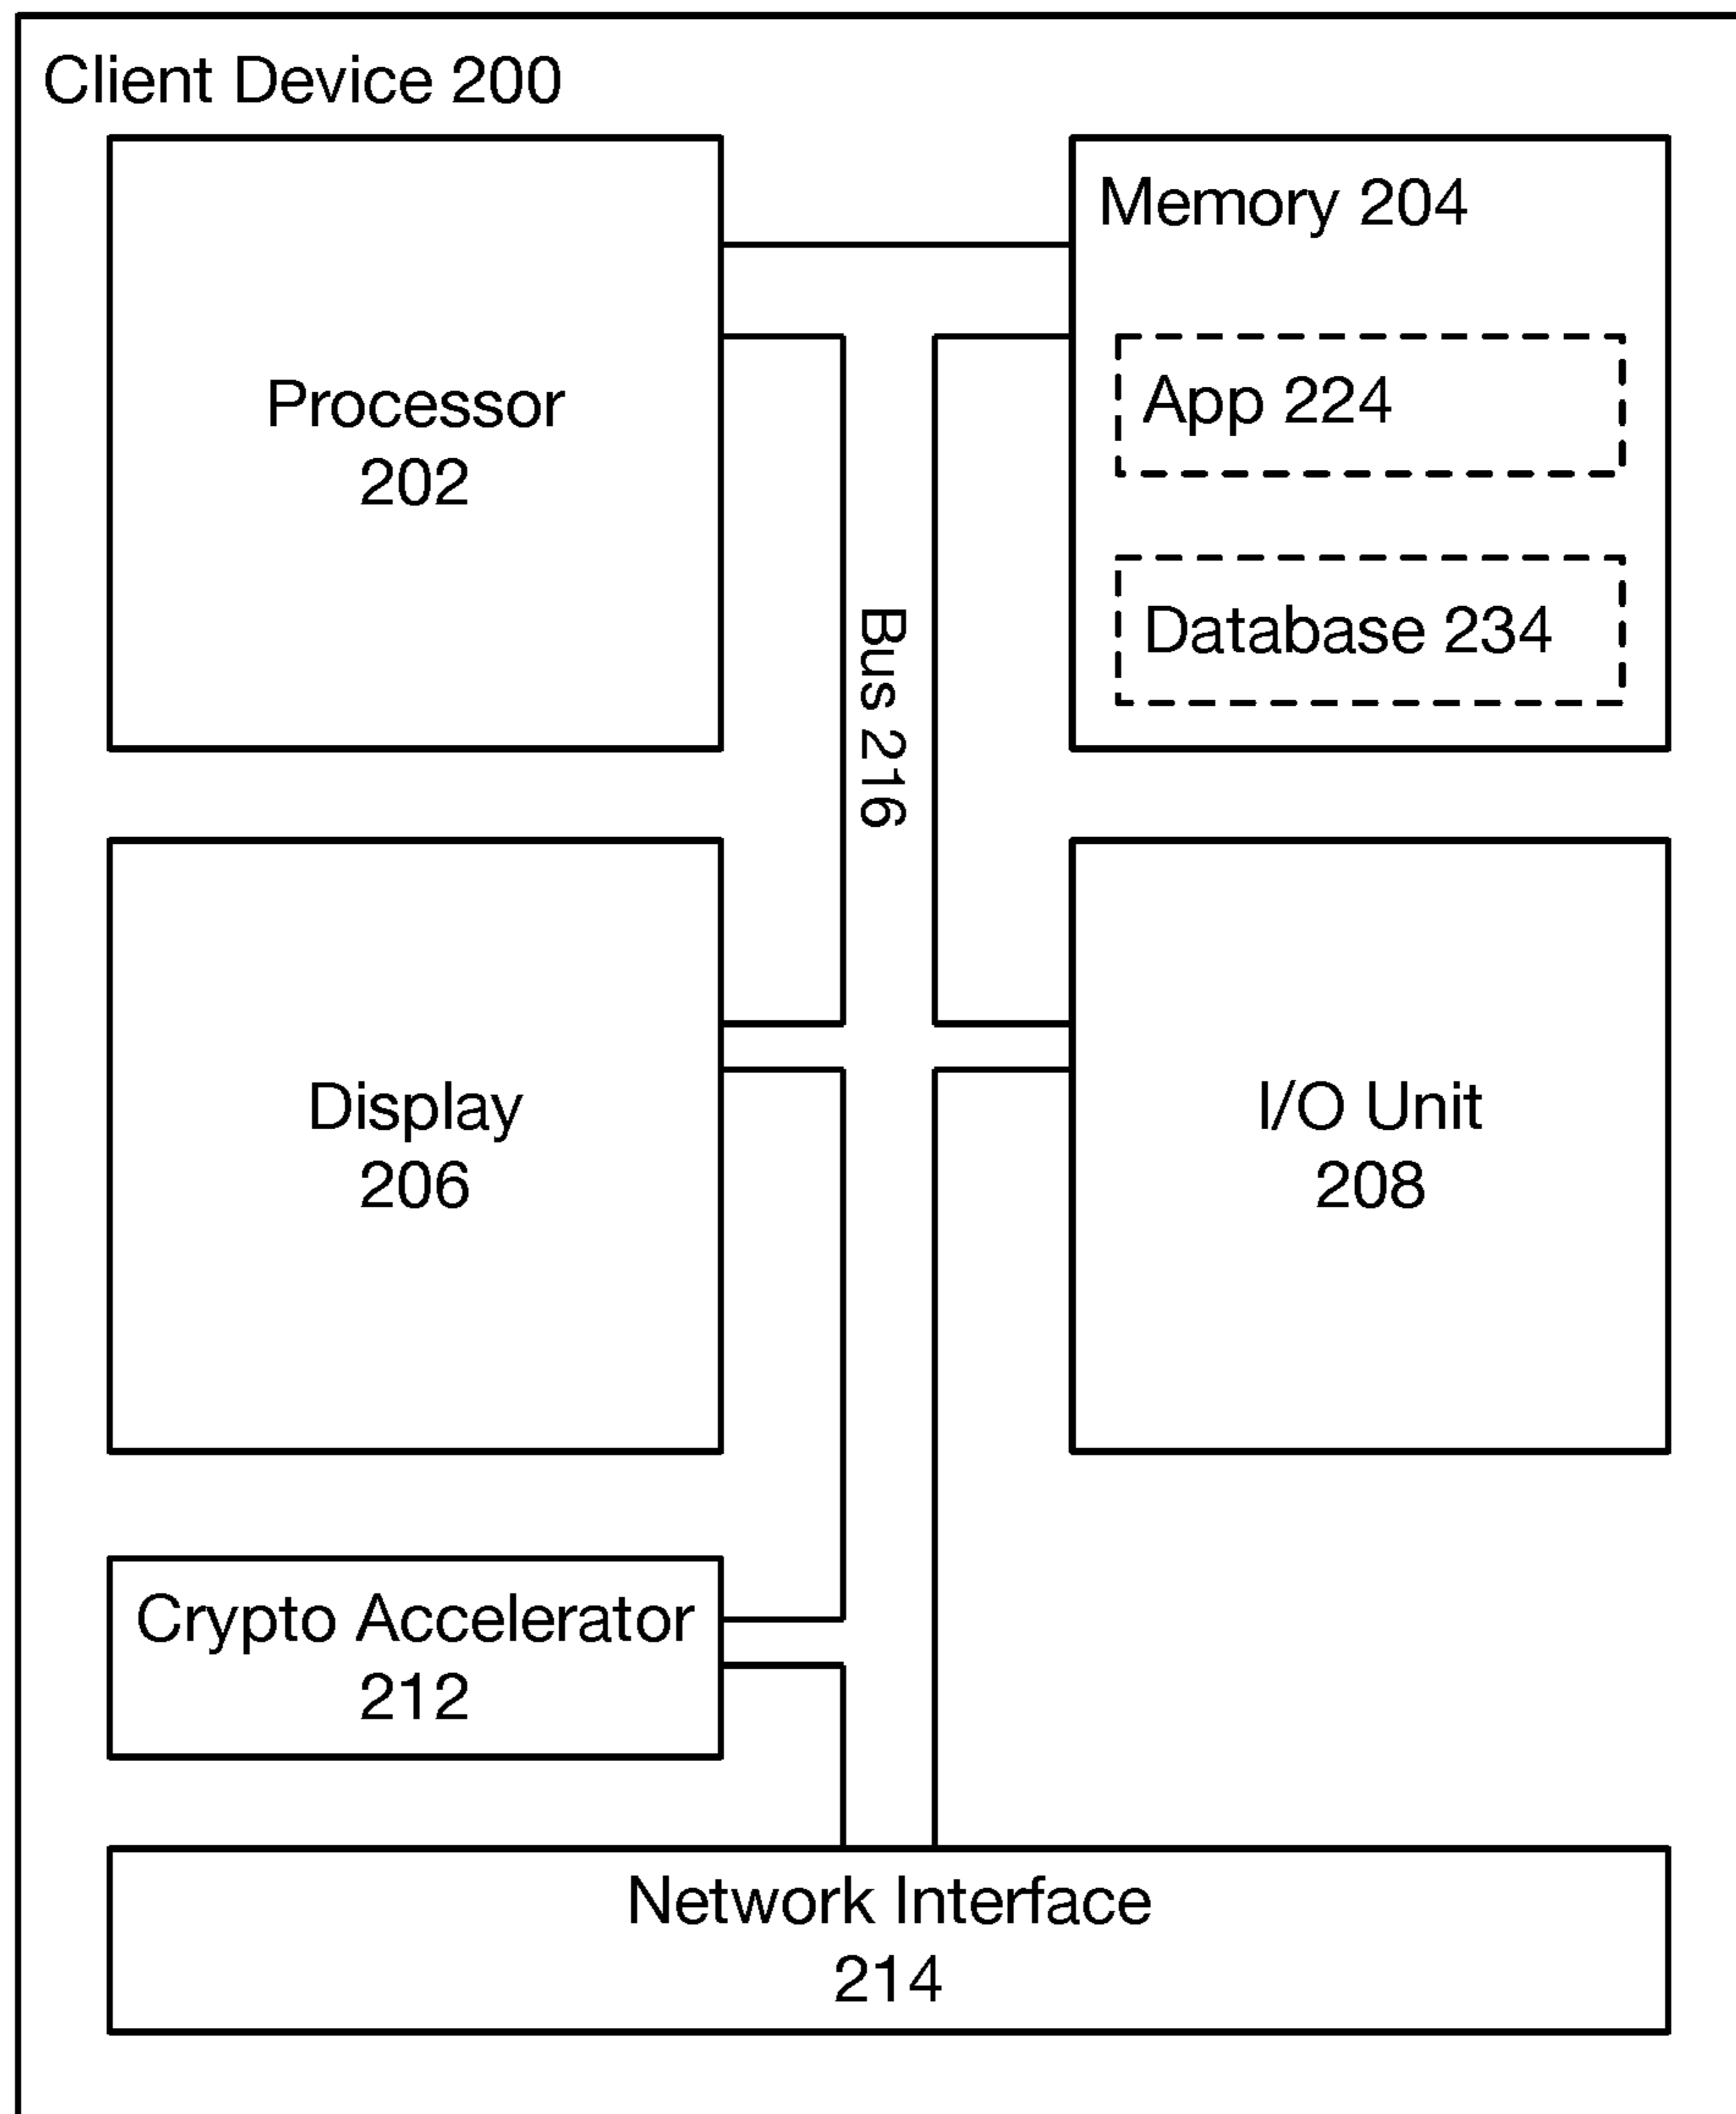 Client Device 200
Processor
202
Memory 204
App 224
Database 234
Bus 216
Display
206
I/O Unit
208
Crypto Accelerator
212
Network Interface
214